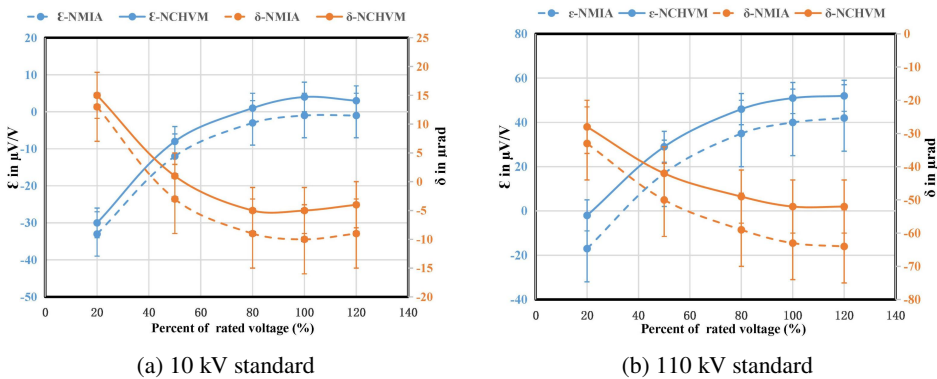 Ɛ-NMIA Ɛ-NCHVM δ-NMIA δ-NCHVM
20 25
10 20
0 15
-10 10
-20 5
-30 0
-40 -5
-50 -10
-15
-20
Ɛ in µV/V
δ in µrad
0 20 40 60 80 100 120 140
Percent of rated voltage (%)
(a) 10 kV standard
ε-NMIA ε-NCHVM δ-NMIA δ-NCHVM
80 0
60 -10
40 -20
20 -30
0 -40
-20 -50
-40 -60
-70
-80
Ɛ in µV/V
δ in µrad
0 20 40 60 80 100 120 140
Percent of rated voltage (%)
(b) 110 kV standard